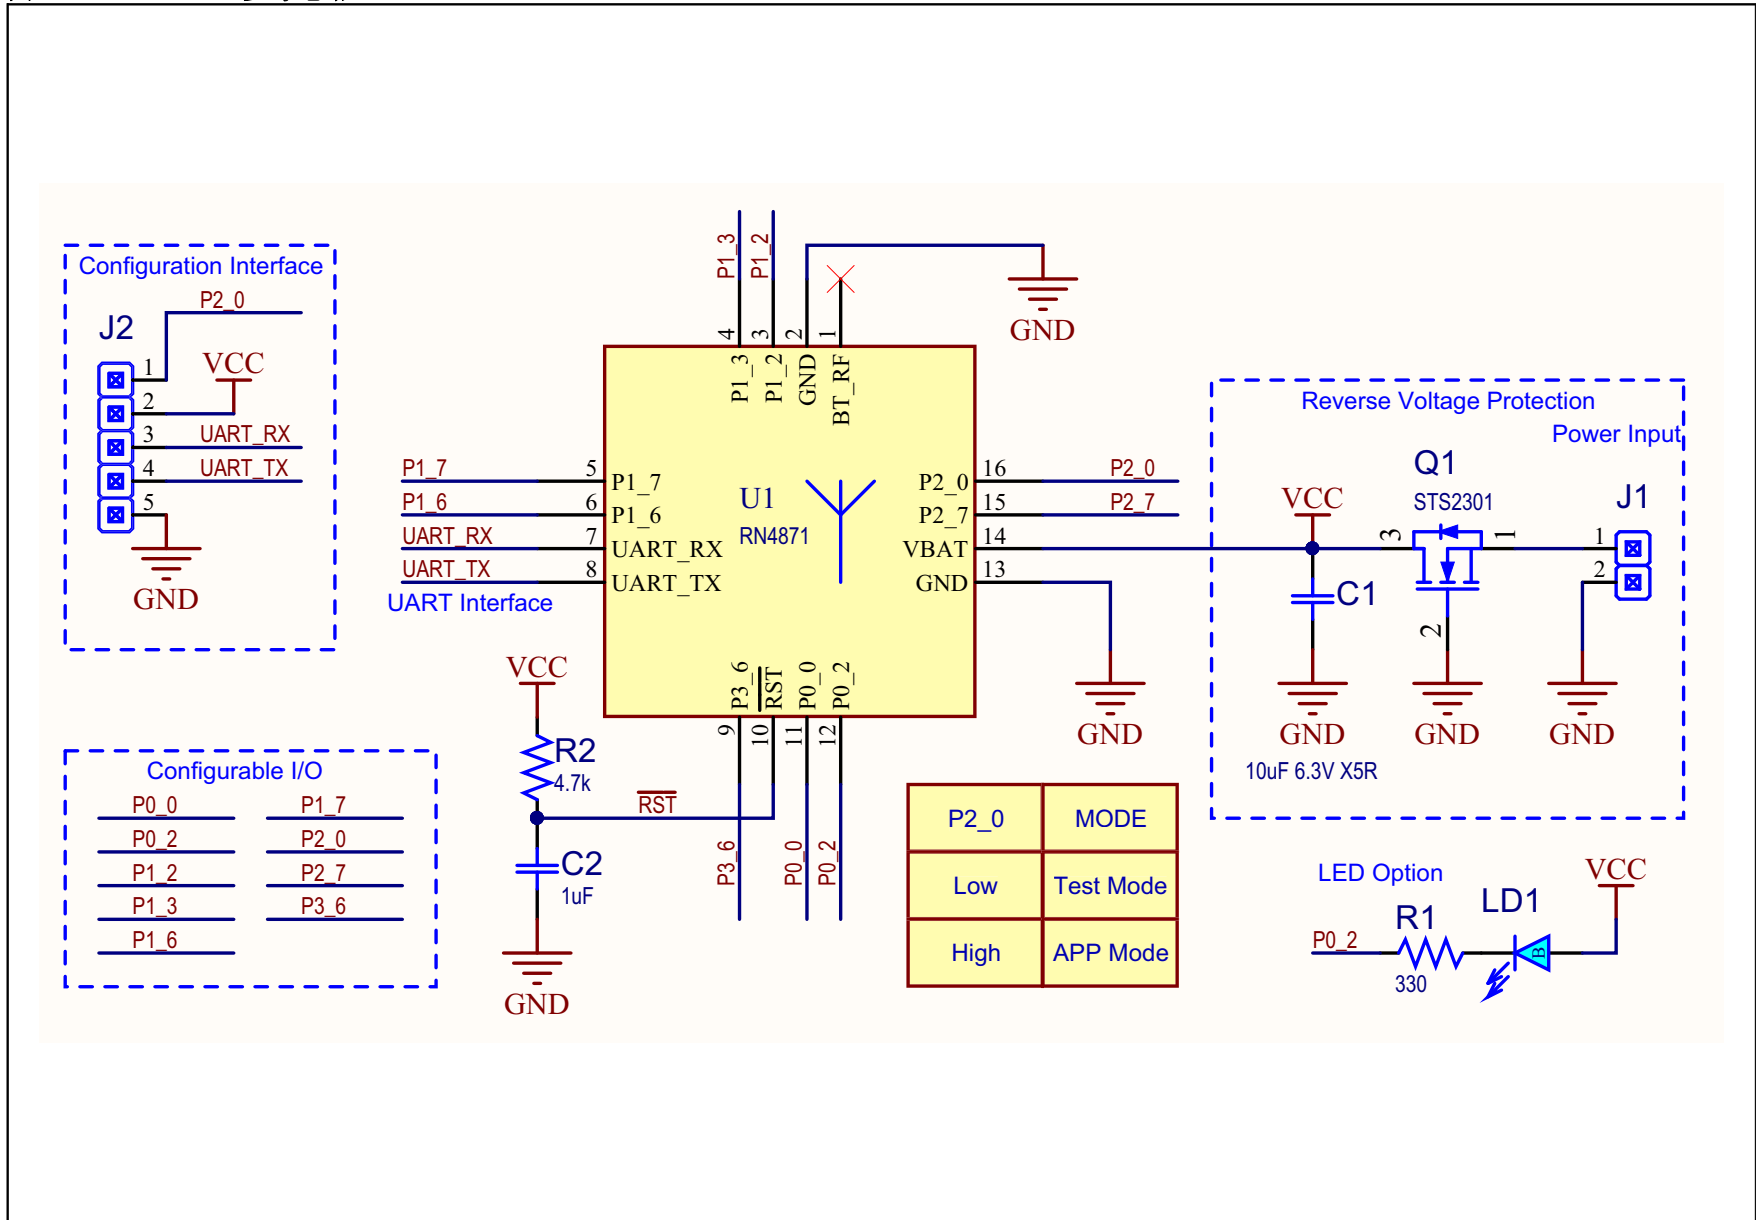 Configuration Interface
P2_0
J2
1
VCC
2
3
UART_RX
4
UART_TX
5
GND
P1_3
P1_2
4
3
2
1
GND
P1_3
P1_2
GND
BT_RF
P1_7
5
P1_7
P1_6
6
P1_6
UART_RX
7
UART_RX
UART_TX
8
UART_TX
UART Interface
U1
RN4871
P2_0
16
P2_0
P2_7
15
P2_7
VBAT
14
GND
13
GND
P3_6
RST
P0_0
P0_2
9
10
11
12
P3_6
P0_0
P0_2
VCC
R2
4.7k
RST
C2
1uF
GND
Reverse Voltage Protection
Power Input
Q1
STS2301
J1
VCC
3
1
1
2
2
C1
GND
GND
GND
10uF 6.3V X5R
Configurable I/O
P0_0
P1_7
P0_2
P2_0
P1_2
P2_7
P1_3
P3_6
P1_6
P2_0 MODE
Low Test Mode
High APP Mode
LED Option
VCC
LD1
R1
P0_2
330
B